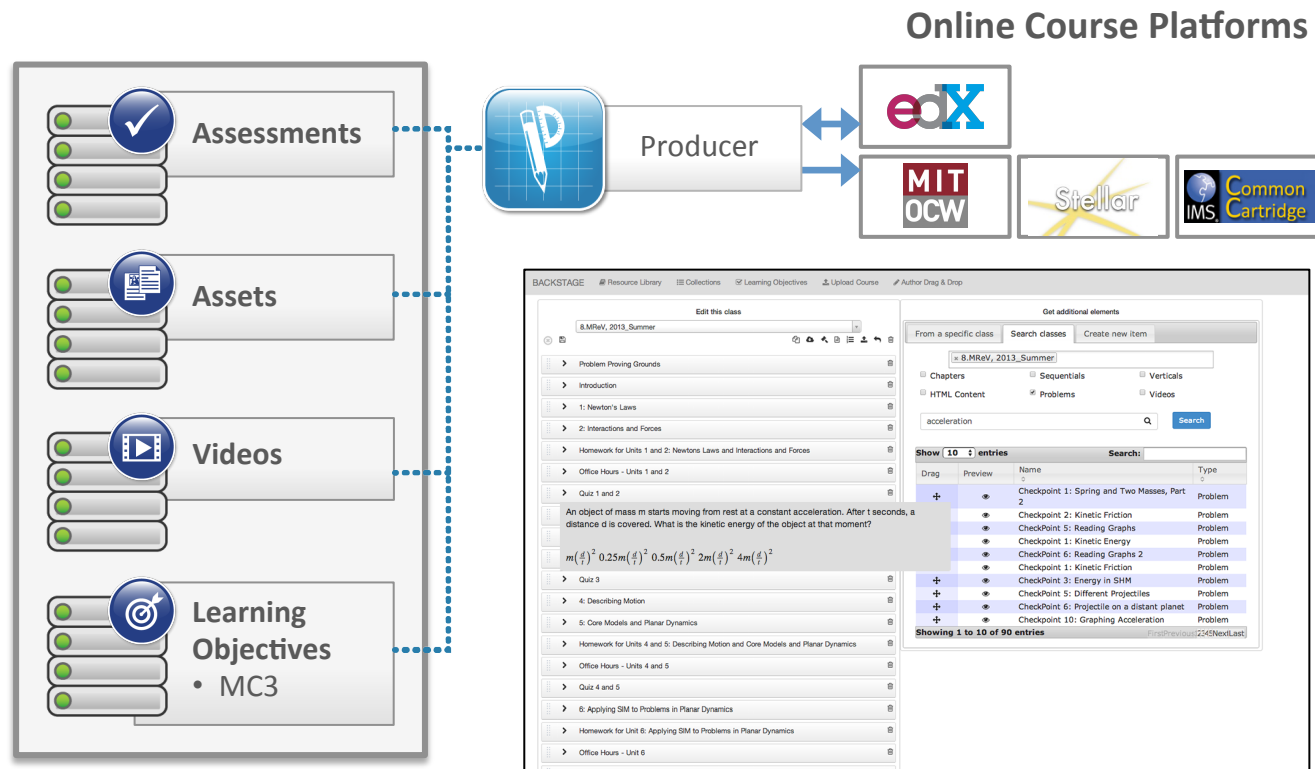 Online Course Platforms
Assessments
Assets
Videos
Learning
Objectives
• MC3
Producer
edX
MIT
OCW
Stellar
IMS Common
Cartridge
BACKSTAGE Resource Library Collections Learning Objectives Upload Course Author Drag & Drop
Edit this class
8.MReV, 2013_Summer
Problem Proving Grounds
Introduction
1: Newton's Laws
2: Interactions and Forces
Homework for Units 1 and 2: Newtons Laws and Interactions and Forces
Office Hours - Units 1 and 2
Quiz 1 and 2
An object of mass m starts moving from rest at a constant acceleration. After t seconds, a
distance d is covered. What is the kinetic energy of the object at that moment?
m(d/t)² 0.25m(d/t)² 0.5m(d/t)² 2m(d/t)² 4m(d/t)²
Quiz 3
4: Describing Motion
5: Core Models and Planar Dynamics
Homework for Units 4 and 5: Describing Motion and Core Models and Planar Dynamics
Office Hours - Units 4 and 5
Quiz 4 and 5
6: Applying SIM to Problems in Planar Dynamics
Homework for Unit 6: Applying SIM to Problems in Planar Dynamics
Office Hours - Unit 6
Get additional elements
From a specific class Search classes Create new item
× 8.MReV, 2013_Summer
Chapters Sequentials Verticals
HTML Content Problems Videos
acceleration Search
Show 10 entries Search:
Drag Preview Name Type
Checkpoint 1: Spring and Two Masses, Part
2 Problem
Checkpoint 2: Kinetic Friction Problem
CheckPoint 5: Reading Graphs Problem
Checkpoint 1: Kinetic Energy Problem
CheckPoint 6: Reading Graphs 2 Problem
Checkpoint 1: Kinetic Friction Problem
CheckPoint 3: Energy in SHM Problem
CheckPoint 5: Different Projectiles Problem
CheckPoint 6: Projectile on a distant planet Problem
Checkpoint 10: Graphing Acceleration Problem
Showing 1 to 10 of 90 entries FirstPrevious12345NextLast